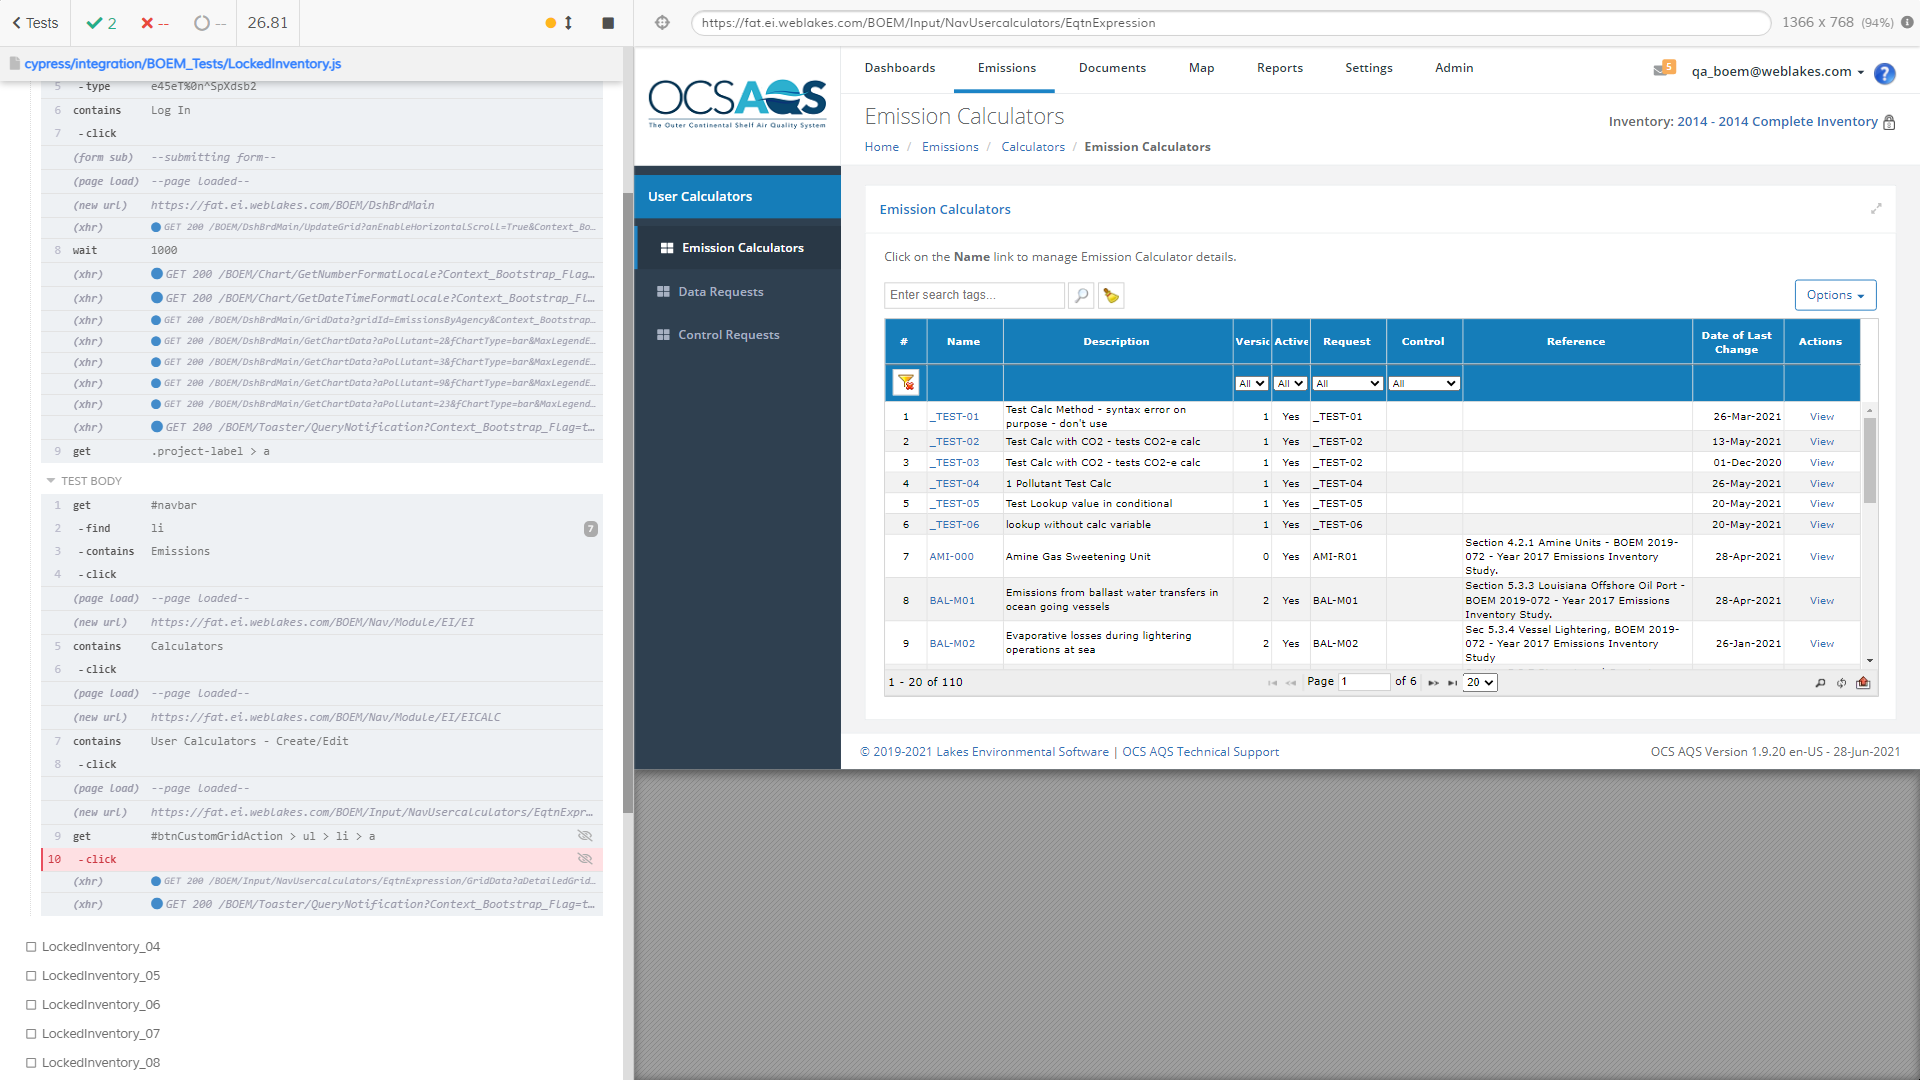 Tests
2
--
--
26.81
cypress/integration/BOEM_Tests/LockedInventory.js
5 -type e45eT%0n^SpXdsb2
6 contains Log In
7 -click
(form sub) --submitting form--
(page load) --page loaded--
(new url) https://fat.ei.weblakes.com/BOEM/DshBrdMain
(xhr) GET 200 /BOEM/DshBrdMain/UpdateGrid?anEnableHorizontalScroll=True&Context_Bo...
8 wait 1000
(xhr) GET 200 /BOEM/Chart/GetNumberFormatLocale?Context_Bootstrap_Flag...
(xhr) GET 200 /BOEM/Chart/GetDateTimeFormatLocale?Context_Bootstrap_Fl...
(xhr) GET 200 /BOEM/DshBrdMain/GridData?gridId=EmissionsByAgency&Context_Bootstrap...
(xhr) GET 200 /BOEM/DshBrdMain/GetChartData?aPollutant=2&fChartType=bar&MaxLegendE...
(xhr) GET 200 /BOEM/DshBrdMain/GetChartData?aPollutant=3&fChartType=bar&MaxLegendE...
(xhr) GET 200 /BOEM/DshBrdMain/GetChartData?aPollutant=9&fChartType=bar&MaxLegendE...
(xhr) GET 200 /BOEM/DshBrdMain/GetChartData?aPollutant=23&fChartType=bar&MaxLegend...
(xhr) GET 200 /BOEM/Toaster/QueryNotification?Context_Bootstrap_Flag=t...
9 get .project-label > a
TEST BODY
1 get #navbar
2 -find li 7
3 -contains Emissions
4 -click
(page load) --page loaded--
(new url) https://fat.ei.weblakes.com/BOEM/Nav/Module/EI/EI
5 contains Calculators
6 -click
(page load) --page loaded--
(new url) https://fat.ei.weblakes.com/BOEM/Nav/Module/EI/EICALC
7 contains User Calculators - Create/Edit
8 -click
(page load) --page loaded--
(new url) https://fat.ei.weblakes.com/BOEM/Input/NavUsercalculators/EqtnExpr...
9 get #btnCustomGridAction > ul > li > a
10 -click
(xhr) GET 200 /BOEM/Input/NavUsercalculators/EqtnExpression/GridData?aDetailedGrid...
(xhr) GET 200 /BOEM/Toaster/QueryNotification?Context_Bootstrap_Flag=t...
LockedInventory_04
LockedInventory_05
LockedInventory_06
LockedInventory_07
LockedInventory_08
https://fat.ei.weblakes.com/BOEM/Input/NavUsercalculators/EqtnExpression
1366 x 768 (94%)
OCSAQS
The Outer Continental Shelf Air Quality System
Dashboards Emissions Documents Map Reports Settings Admin
5
qa_boem@weblakes.com
?
Emission Calculators
Inventory: 2014 - 2014 Complete Inventory
Home / Emissions / Calculators / Emission Calculators
User Calculators
Emission Calculators
Data Requests
Control Requests
Emission Calculators
Click on the Name link to manage Emission Calculator details.
Enter search tags...
Options
# Name Description Versic Active Request Control Reference Date of Last Change Actions
All All All All
1 _TEST-01 Test Calc Method - syntax error on purpose - don't use 1 Yes _TEST-01 26-Mar-2021 View
2 _TEST-02 Test Calc with CO2 - tests CO2-e calc 1 Yes _TEST-02 13-May-2021 View
3 _TEST-03 Test Calc with CO2 - tests CO2-e calc 1 Yes _TEST-02 01-Dec-2020 View
4 _TEST-04 1 Pollutant Test Calc 1 Yes _TEST-04 26-May-2021 View
5 _TEST-05 Test Lookup value in conditional 1 Yes _TEST-05 20-May-2021 View
6 _TEST-06 lookup without calc variable 1 Yes _TEST-06 20-May-2021 View
7 AMI-000 Amine Gas Sweetening Unit 0 Yes AMI-R01 Section 4.2.1 Amine Units - BOEM 2019-072 - Year 2017 Emissions Inventory Study. 28-Apr-2021 View
8 BAL-M01 Emissions from ballast water transfers in ocean going vessels 2 Yes BAL-M01 Section 5.3.3 Louisiana Offshore Oil Port - BOEM 2019-072 - Year 2017 Emissions Inventory Study. 28-Apr-2021 View
9 BAL-M02 Evaporative losses during lightering operations at sea 2 Yes BAL-M02 Sec 5.3.4 Vessel Lightering, BOEM 2019-072 - Year 2017 Emissions Inventory Study 26-Jan-2021 View
1 - 20 of 110
Page 1 of 6
20
© 2019-2021 Lakes Environmental Software | OCS AQS Technical Support
OCS AQS Version 1.9.20 en-US - 28-Jun-2021